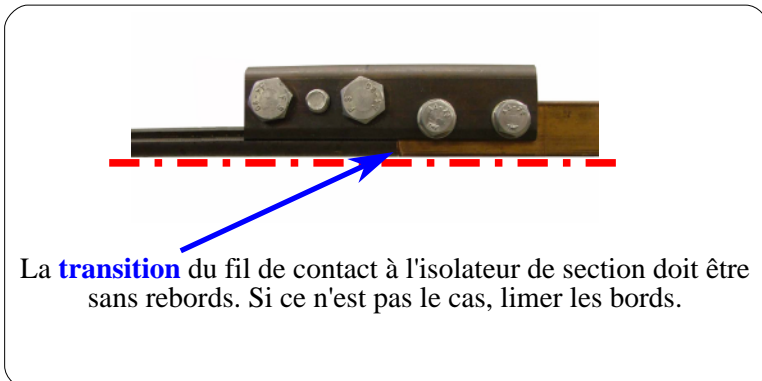 La transition du fil de contact à l'isolateur de section doit être
sans rebords. Si ce n'est pas le cas, limer les bords.